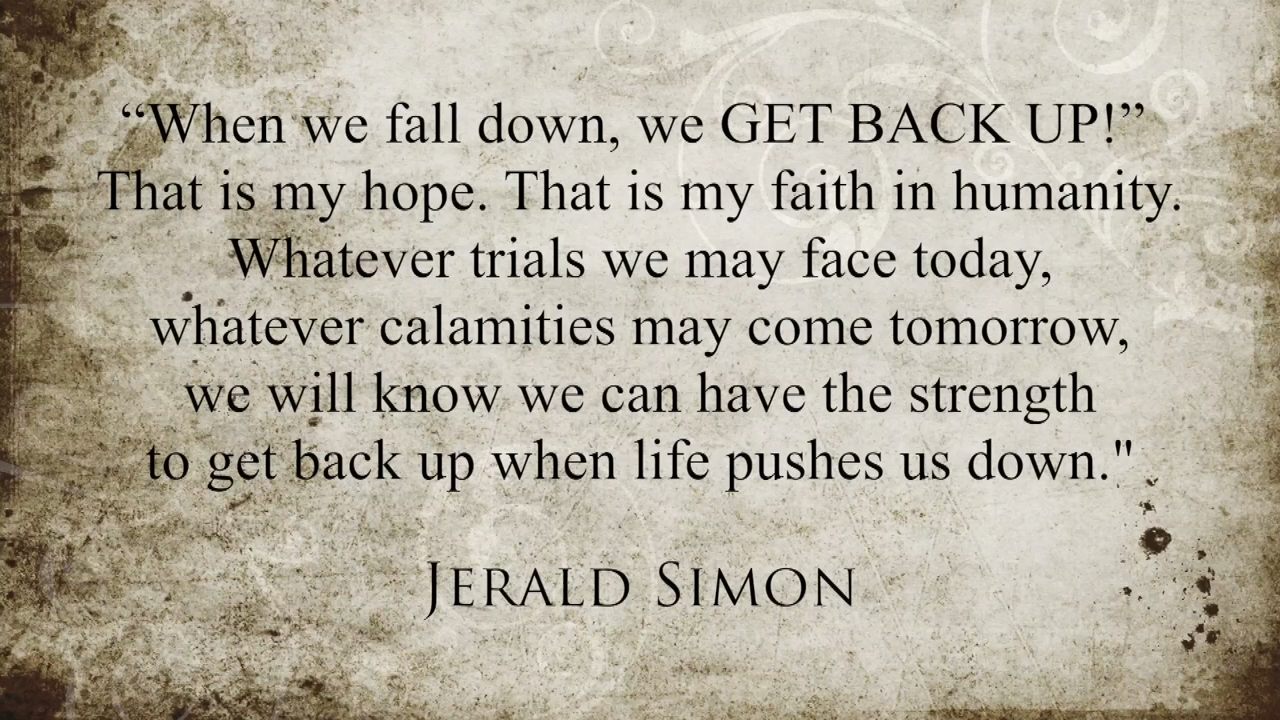 “When we fall down, we GET BACK UP!”
That is my hope. That is my faith in humanity.
Whatever trials we may face today,
whatever calamities may come tomorrow,
we will know we can have the strength
to get back up when life pushes us down."
JERALD SIMON